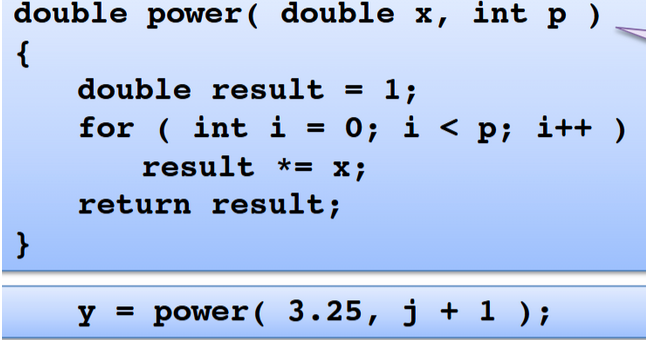 double power( double x, int p )
{
double result = 1;
for ( int i = 0; i < p; i++ )
result *= x;
return result;
}
y = power( 3.25, j + 1 );